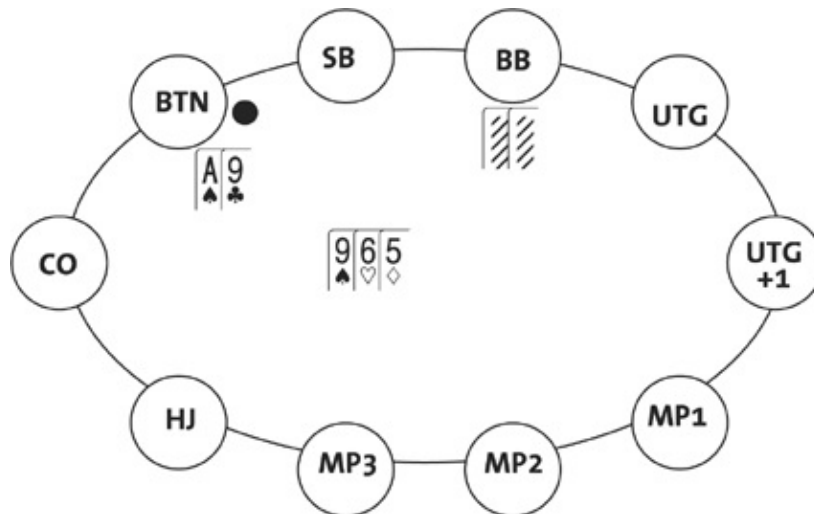 SB
BB
BTN
UTG
A♠ 9♣
CO
9♠ 6♡ 5♢
UTG
+1
HJ
MP3
MP2
MP1